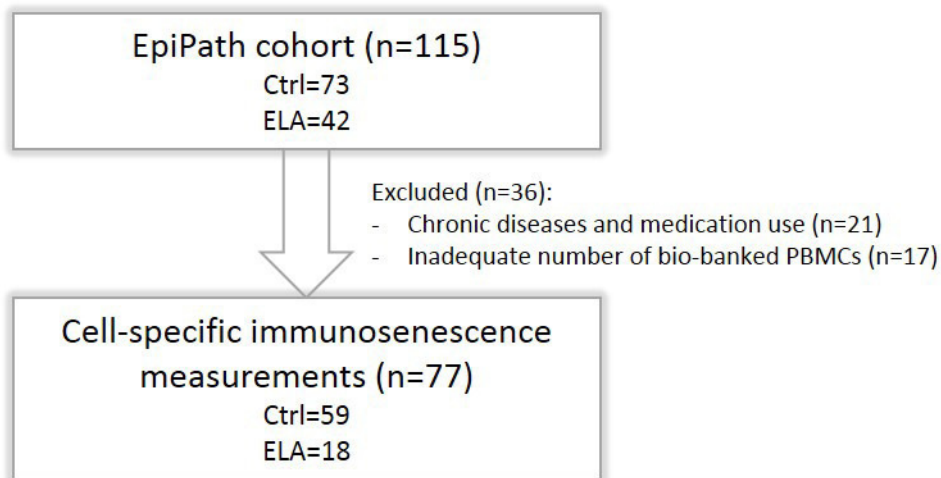 EpiPath cohort (n=115)
Ctrl=73
ELA=42
Excluded (n=36):
- Chronic diseases and medication use (n=21)
- Inadequate number of bio-banked PBMCs (n=17)
Cell-specific immunosenescence
measurements (n=77)
Ctrl=59
ELA=18